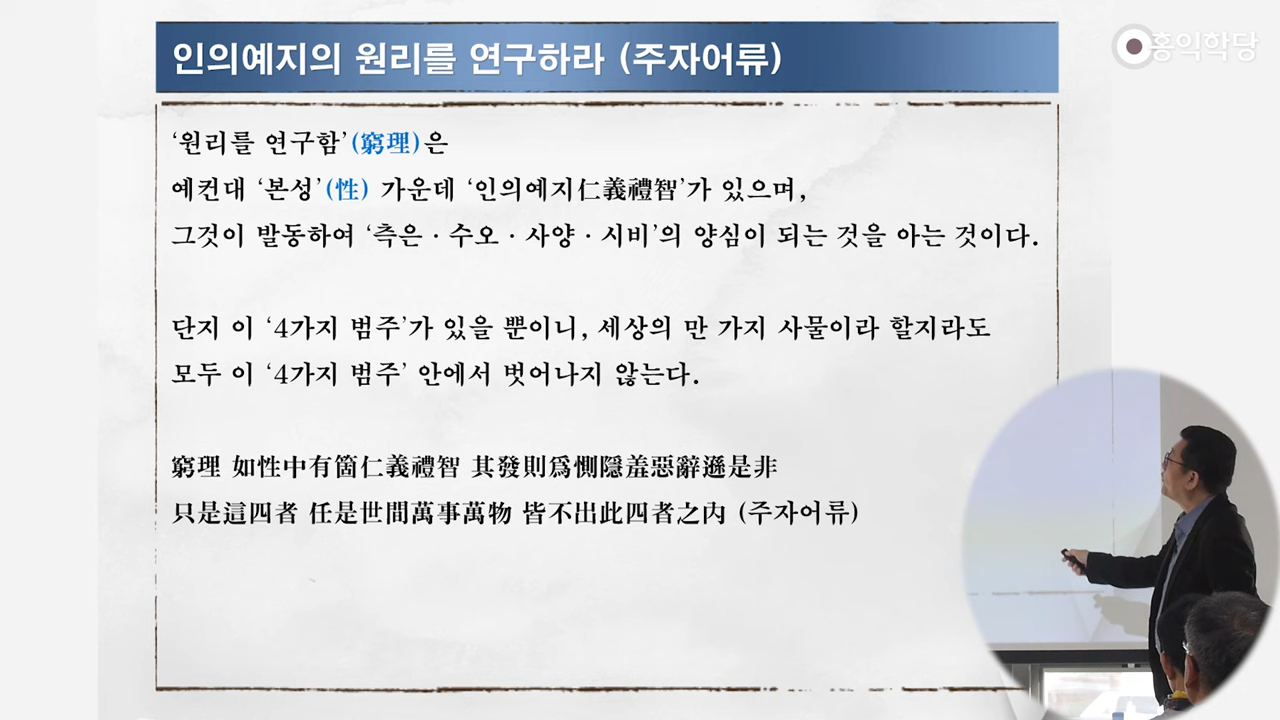 인의예지의 원리를 연구하라 (주자어류)
홍익학당
‘원리를 연구함’(窮理)은
예컨대 ‘본성’(性) 가운데 ‘인의예지仁義禮智’가 있으며,
그것이 발동하여 ‘측은·수오·사양·시비’의 양심이 되는 것을 아는 것이다.
단지 이 ‘4가지 범주’가 있을 뿐이니, 세상의 만 가지 사물이라 할지라도
모두 이 ‘4가지 범주’ 안에서 벗어나지 않는다.
窮理 如性中有箇仁義禮智 其發則爲惻隱羞惡辭遜是非
只是這四者 任是世間萬事萬物 皆不出此四者之內 (주자어류)